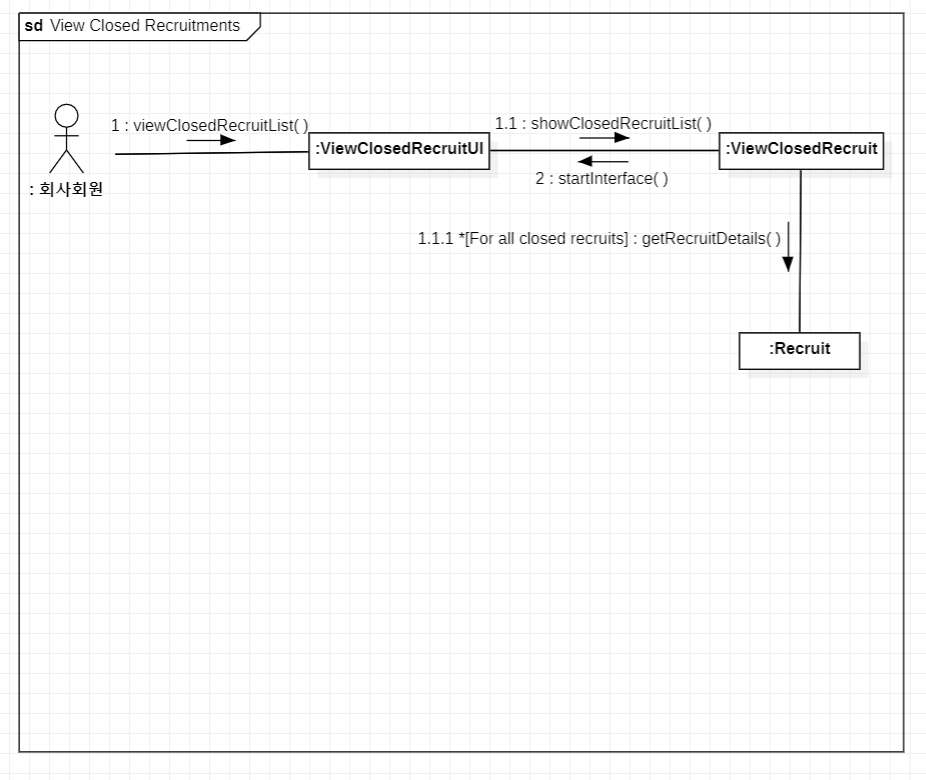 sd View Closed Recruitments
1 : viewClosedRecruitList( )
1.1 : showClosedRecruitList( )
:ViewClosedRecruitUI
:ViewClosedRecruit
2 : startInterface( )
: 회사회원
1.1.1 *[For all closed recruits] : getRecruitDetails( )
:Recruit